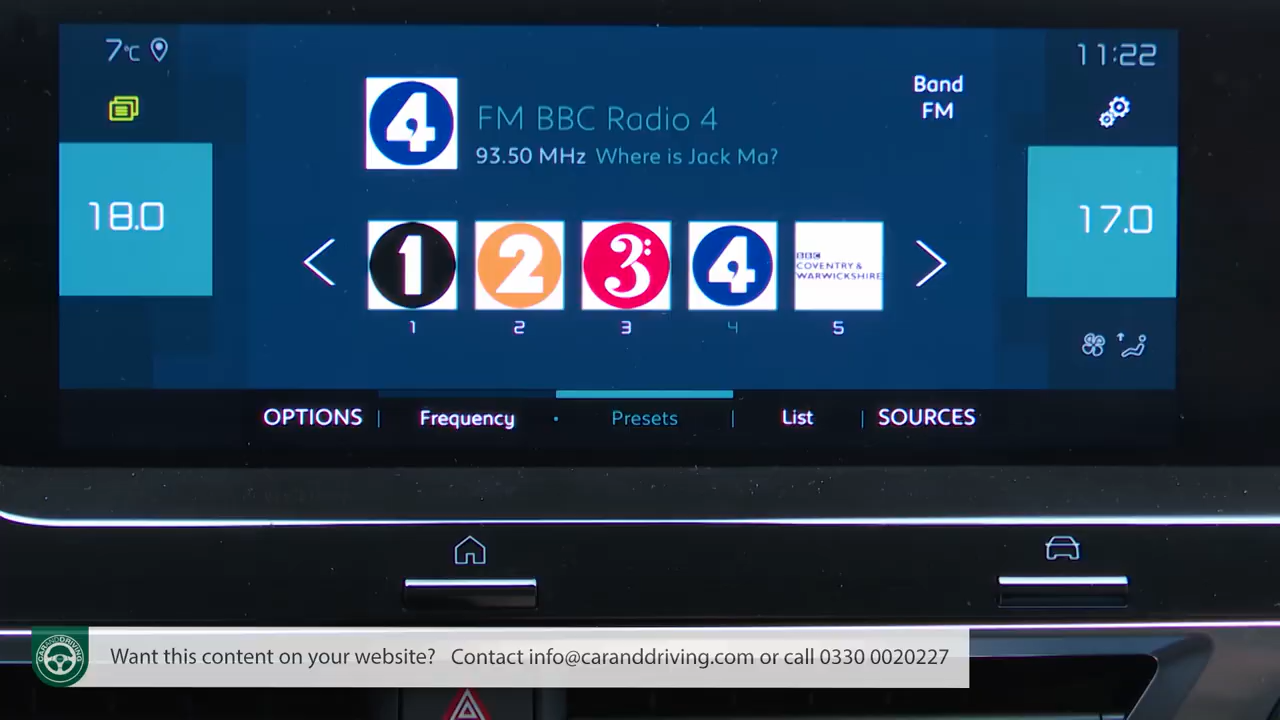 7°C
11:22
4
FM BBC Radio 4
93.50 MHz Where is Jack Ma?
Band
FM
18.0
17.0
1 2 3 4
BBC
COVENTRY &
WARWICKSHIRE
1 2 3 4 5
OPTIONS | Frequency · Presets | List | SOURCES
CARANDDRIVING
Want this content on your website? Contact info@caranddriving.com or call 0330 0020227